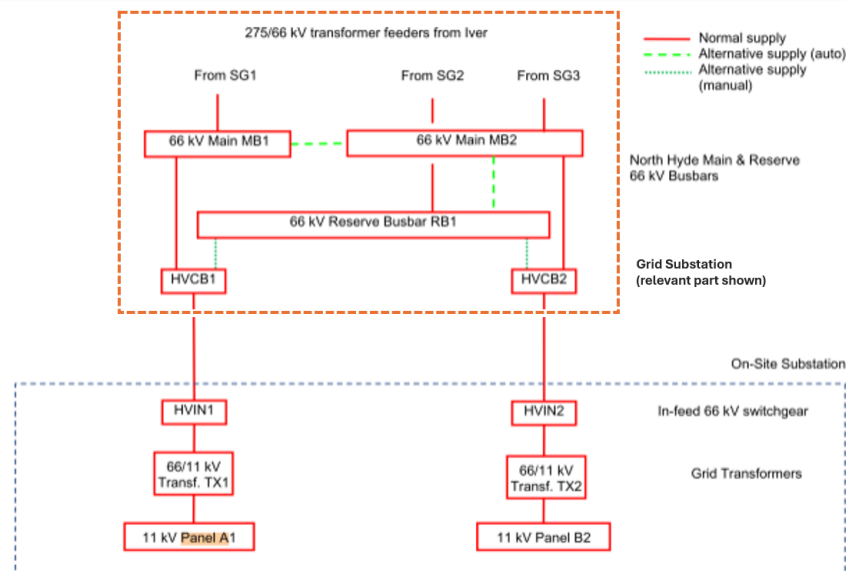 275/66 kV transformer feeders from Iver
Normal supply
Alternative supply (auto)
Alternative supply
(manual)
From SG1
From SG2
From SG3
66 kV Main MB1
66 kV Main MB2
North Hyde Main & Reserve
66 kV Busbars
66 kV Reserve Busbar RB1
HVCB1
HVCB2
Grid Substation
(relevant part shown)
On-Site Substation
HVIN1
HVIN2
In-feed 66 kV switchgear
66/11 kV
Transf. TX1
66/11 kV
Transf. TX2
Grid Transformers
11 kV Panel A1
11 kV Panel B2